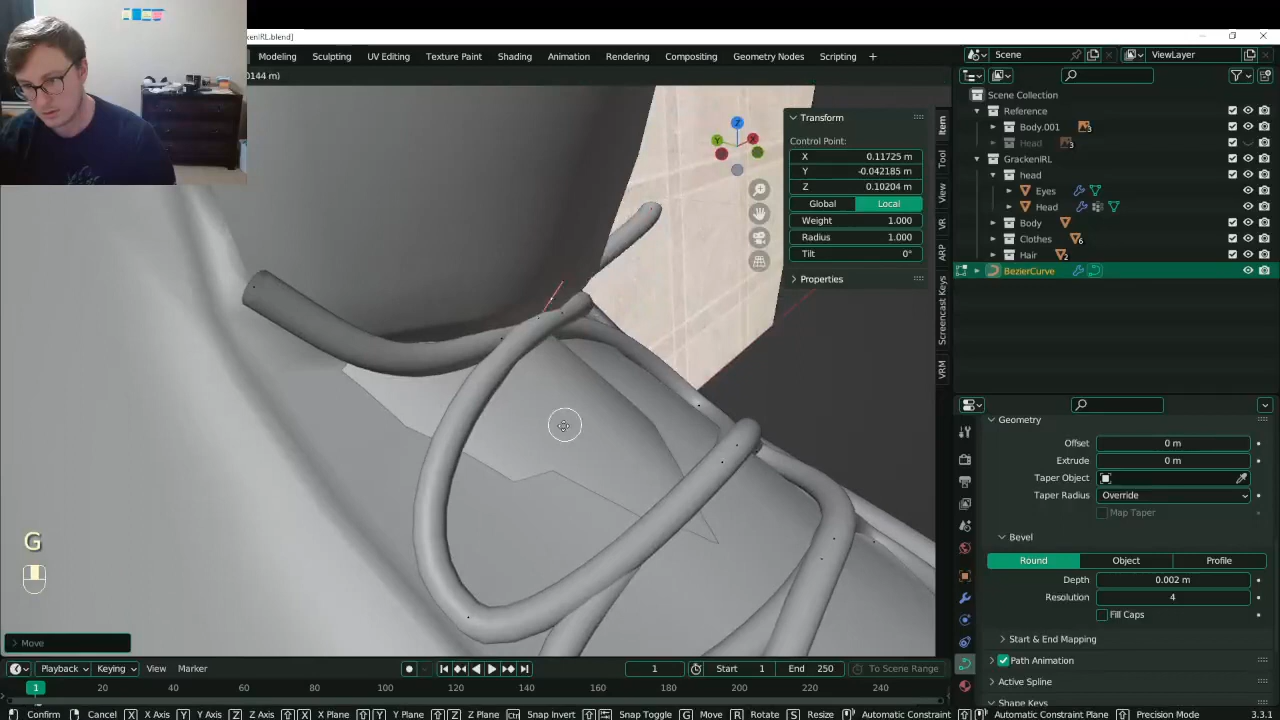 ckenIRL.blend]
Modeling Sculpting UV Editing Texture Paint Shading Animation Rendering Compositing Geometry Nodes Scripting +
Scene ViewLayer
0144 m)
Scene Collection
Reference
Body.001 3
Head 3
GrackenIRL
head
Eyes
Head
Body
Clothes 6
Hair 2
BezierCurve
Transform
Control Point:
X 0.11725 m
Y -0.042185 m
Z 0.10204 m
Global Local
Weight 1.000
Radius 1.000
Tilt 0°
Properties
Item
Tool
View
VR
ARP
Screencast Keys
VRM
Z
X
Y
Geometry
Offset 0 m
Extrude 0 m
Taper Object
Taper Radius Override
Map Taper
Bevel
Round Object Profile
Depth 0.002 m
Resolution 4
Fill Caps
Start & End Mapping
Path Animation
Active Spline
Shape Keys
G
Move
Playback Keying View Marker
1 Start 1 End 250 To Scene Range
1 20 40 60 80 100 120 140 160 180 200 220 240
Confirm Cancel X X Axis Y Y Axis Z Z Axis X X Plane Y Y Plane Z Z Plane Ctrl Snap Invert Snap Toggle G Move R Rotate S Resize Automatic Constraint Automatic Constraint Plane Precision Mode 3.3.1